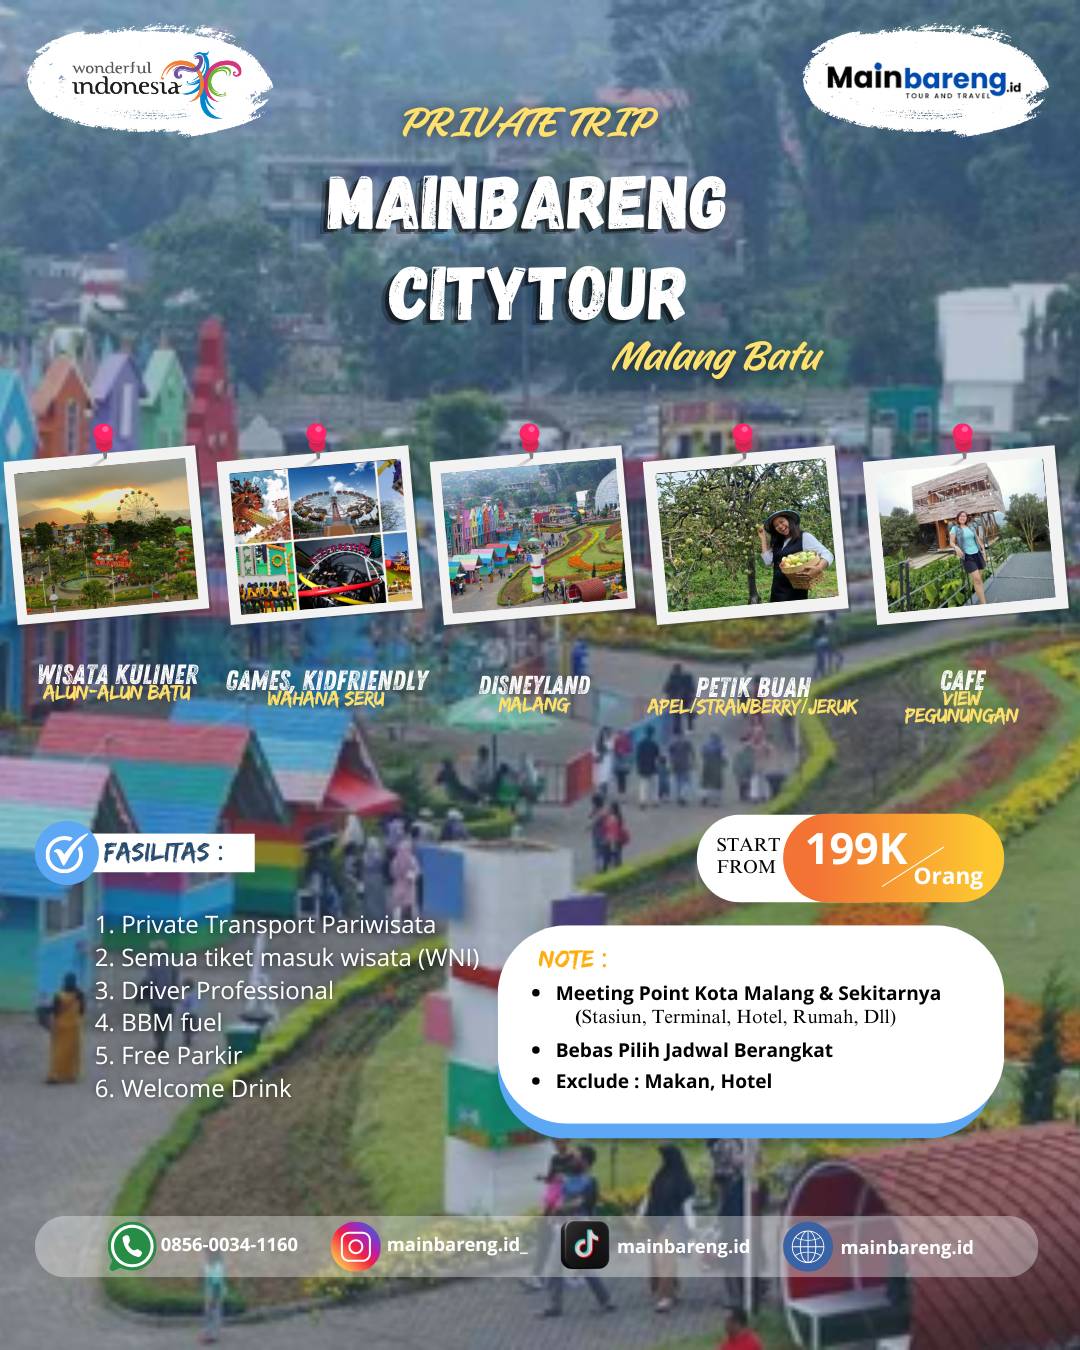 wonderful
indonesia
Mainbareng.id
TOUR AND TRAVEL
PRIVATE TRIP
MAINBARENG
CITYTOUR
Malang Batu
WISATA KULINER
ALUN-ALUN BATU
GAMES, KIDFRIENDLY
WAHANA SERU
DISNEYLAND
MALANG
PETIK BUAH
APEL/STRAWBERRY/JERUK
CAFE
VIEW
PEGUNUNGAN
FASILITAS :
1. Private Transport Pariwisata
2. Semua tiket masuk wisata (WNI)
3. Driver Professional
4. BBM fuel
5. Free Parkir
6. Welcome Drink
START
FROM
199K/Orang
NOTE :
• Meeting Point Kota Malang & Sekitarnya
(Stasiun, Terminal, Hotel, Rumah, Dll)
• Bebas Pilih Jadwal Berangkat
• Exclude : Makan, Hotel
0856-0034-1160
mainbareng.id_
mainbareng.id
mainbareng.id